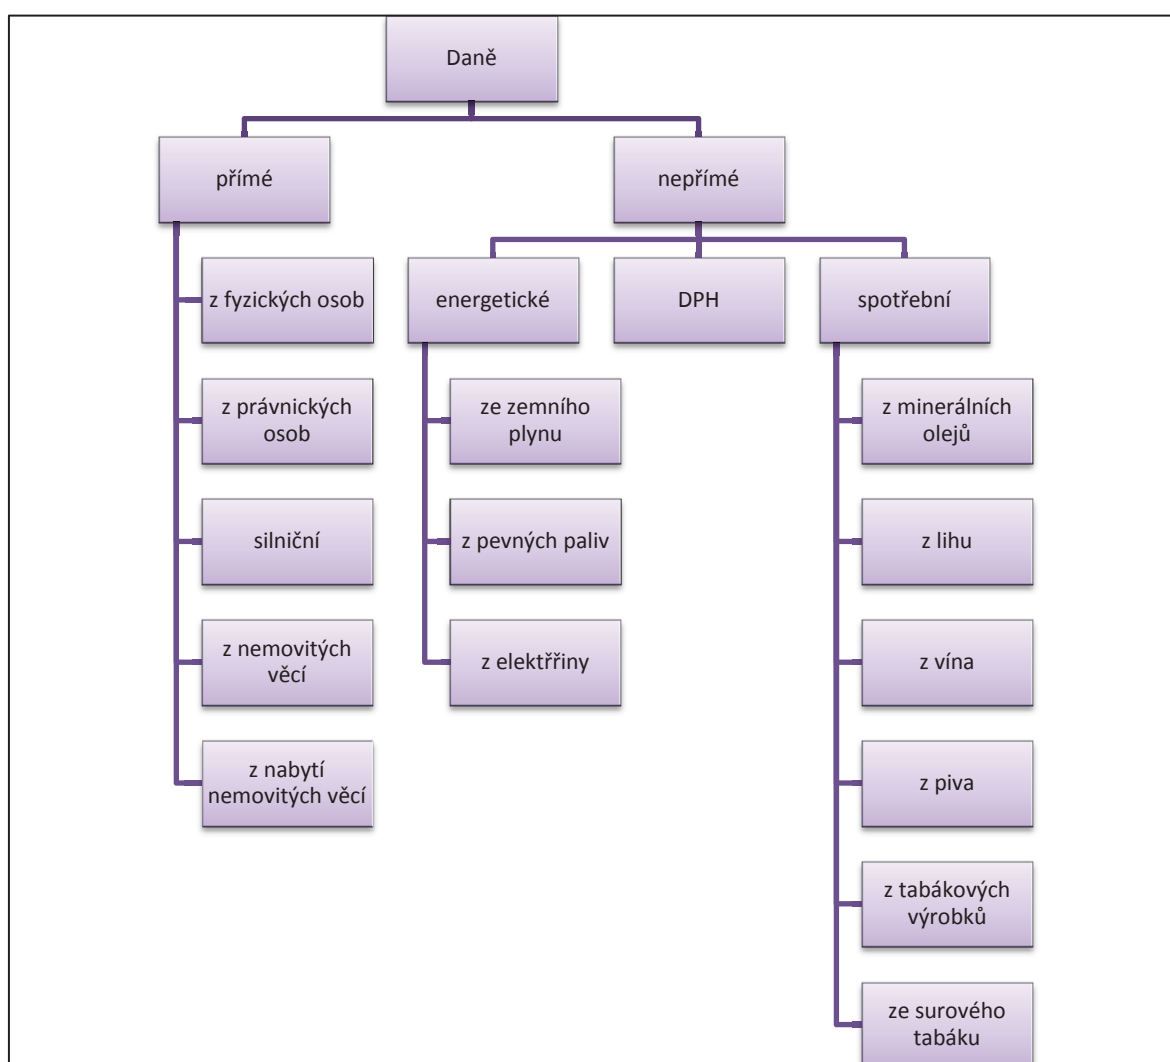 Daně
přímé
nepřímé
z fyzických osob
z právnických
osob
silniční
z nemovitých
věcí
z nabytí
nemovitých věcí
energetické
ze zemního
plynu
z pevných paliv
z elektřřiny
DPH
spotřební
z minerálních
olejů
z lihu
z vína
z piva
z tabákových
výrobků
ze surového
tabáku